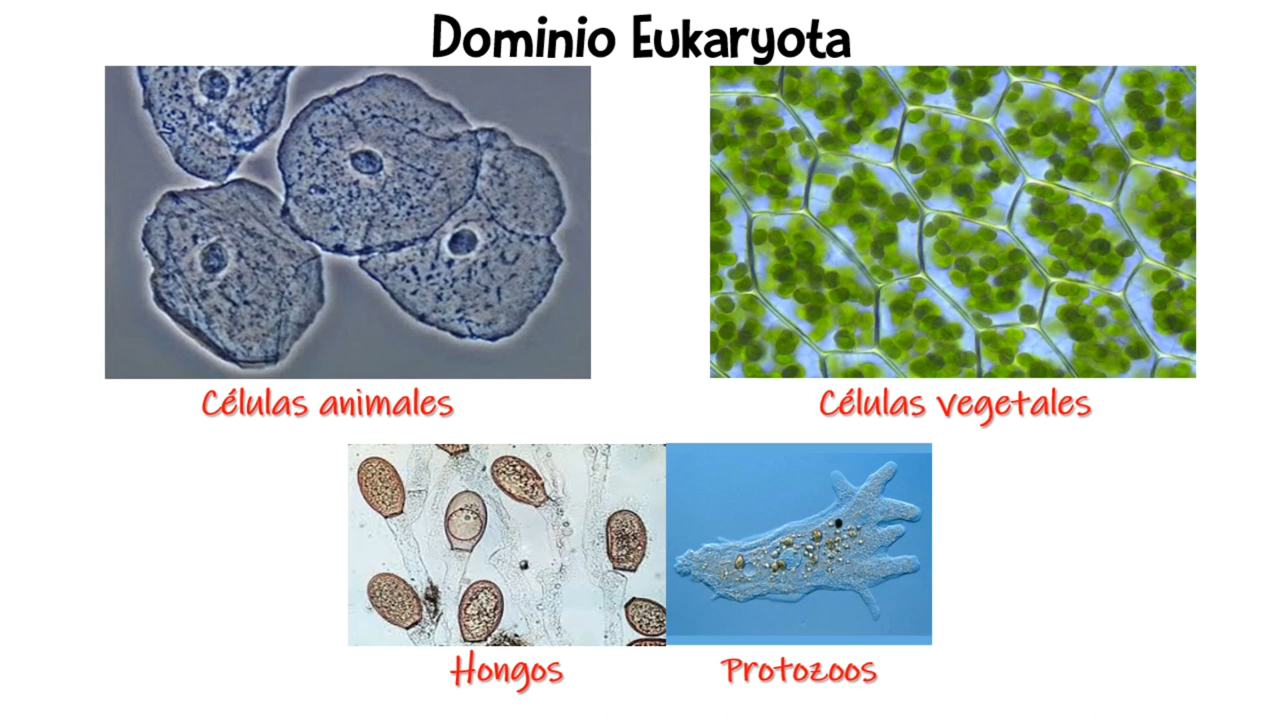 Dominio Eukaryota
Células animales
Células vegetales
Hongos
Protozoos